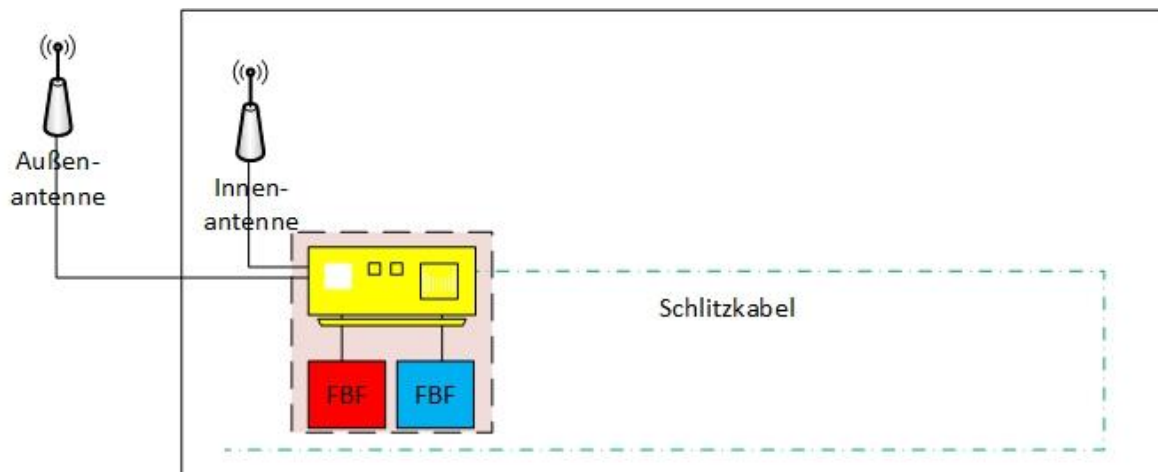 Außen-
antenne
Innen-
antenne
Schlitzkabel
FBF
FBF